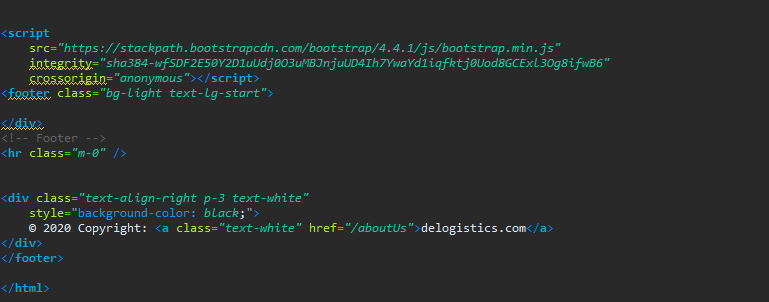 <script
src="https://stackpath.bootstrapcdn.com/bootstrap/4.4.1/js/bootstrap.min.js"
integrity="sha384-wfSDF2E50Y2D1uUdj0O3uMBJnjuUD4Ih7YwaYd1iqfktj0Uod8GCExl3Og8ifwB6"
crossorigin="anonymous"></script>
<footer class="bg-light text-lg-start">
</div>
<!-- Footer -->
<hr class="m-0" />
<div class="text-align-right p-3 text-white"
style="background-color: black;">
© 2020 Copyright: <a class="text-white" href="/aboutUs">delogistics.com</a>
</div>
</footer>
</html>